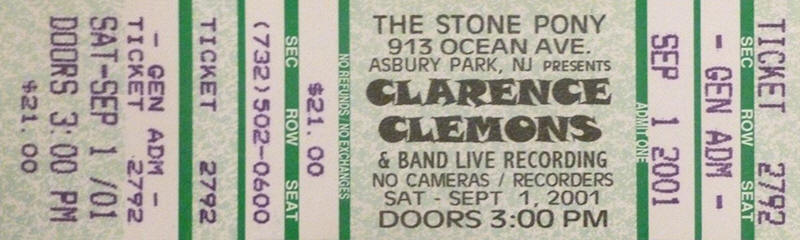 $21.00
DOORS 3:00 PM
SAT-SEP 1 /01
TICKET 2792
- GEN ADM -
TICKET 2792
(732)502-0600
SEC ROW SEAT
$21.00
NO REFUNDS / NO EXCHANGES
THE STONE PONY
913 OCEAN AVE.
ASBURY PARK, NJ PRESENTS
CLARENCE
CLEMONS
& BAND LIVE RECORDING
NO CAMERAS / RECORDERS
SAT - SEPT 1, 2001
DOORS 3:00 PM
ADMIT ONE
SEP 1 2001
- GEN ADM -
SEC ROW SEAT
TICKET 2792